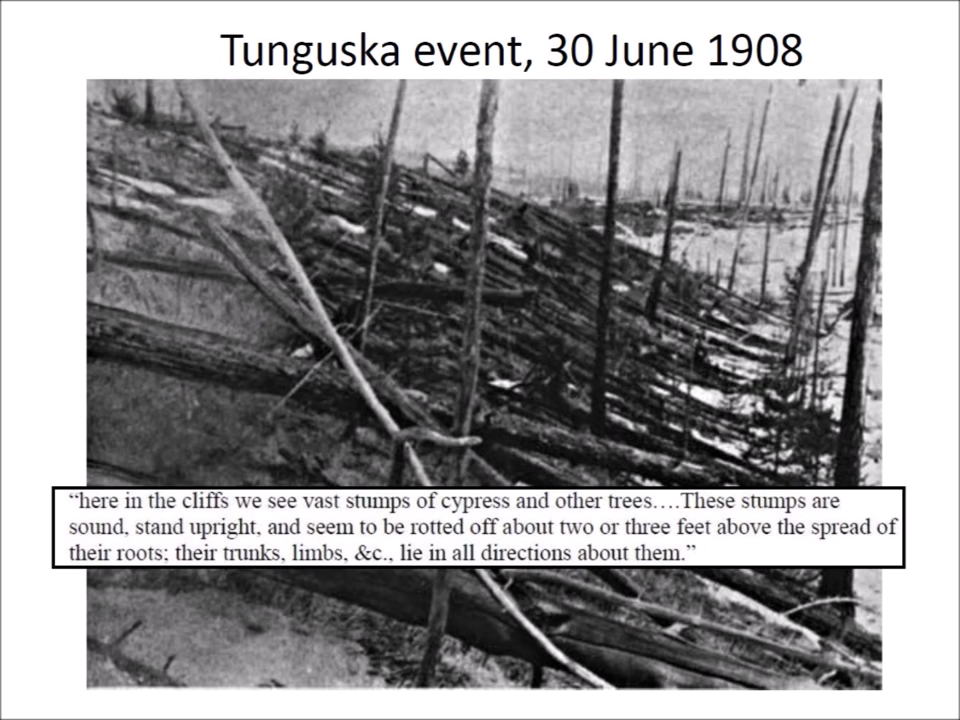 Tunguska event, 30 June 1908
“here in the cliffs we see vast stumps of cypress and other trees….These stumps are
sound, stand upright, and seem to be rotted off about two or three feet above the spread of
their roots; their trunks, limbs, &c., lie in all directions about them.”